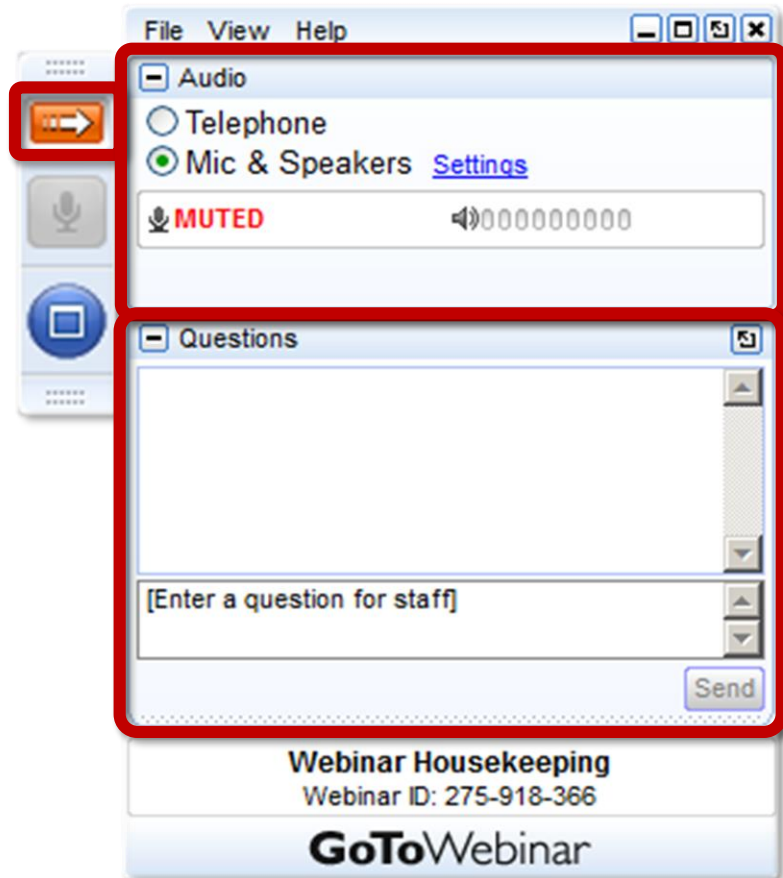 File View Help
Audio
Telephone
Mic & Speakers Settings
MUTED 000000000
Questions
[Enter a question for staff]
Send
Webinar Housekeeping
Webinar ID: 275-918-366
GoToWebinar